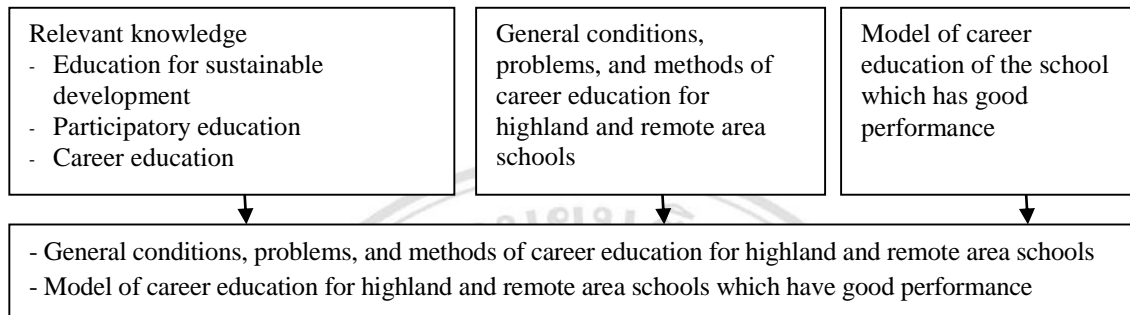 Relevant knowledge
- Education for sustainable
development
- Participatory education
- Career education
General conditions,
problems, and methods of
career education for
highland and remote area
schools
Model of career
education of the school
which has good
performance
- General conditions, problems, and methods of career education for highland and remote area schools
- Model of career education for highland and remote area schools which have good performance